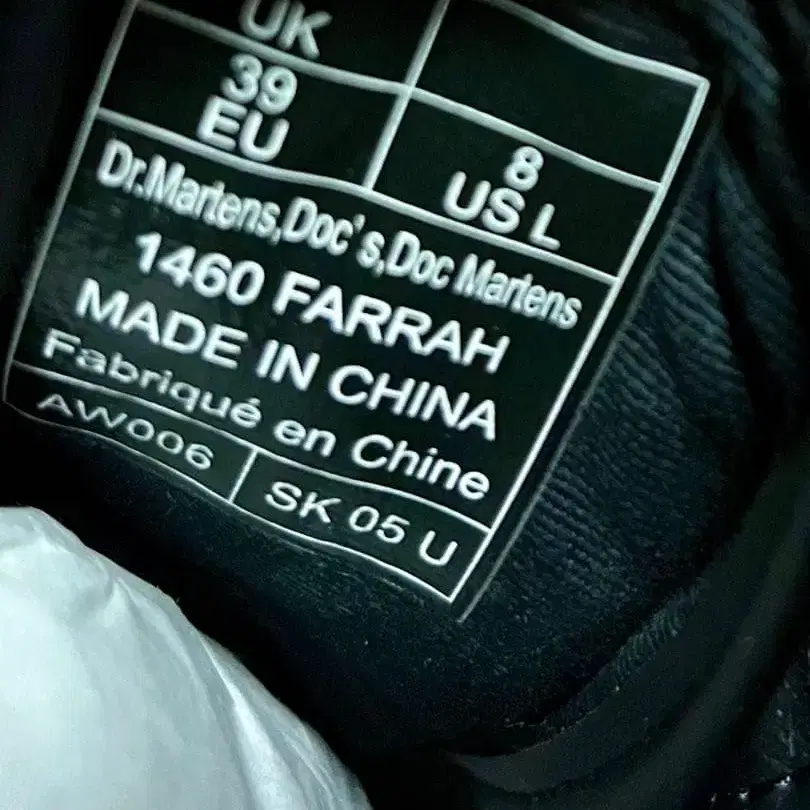 UK
39
EU
8
US L
Dr.Martens,Doc's,Doc Martens
1460 FARRAH
MADE IN CHINA
Fabriqué en Chine
AW006
SK 05 U